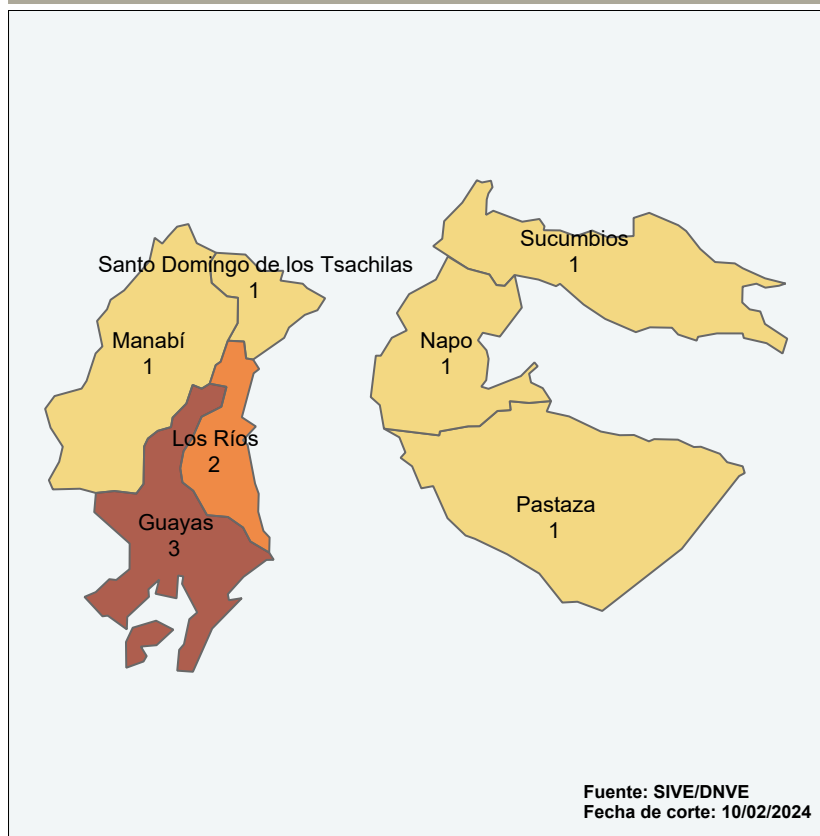 Sucumbios
1
Santo Domingo de los Tsachilas
1
Manabí
1
Napo
1
Los Ríos
2
Pastaza
1
Guayas
3
Fuente: SIVE/DNVE
Fecha de corte: 10/02/2024